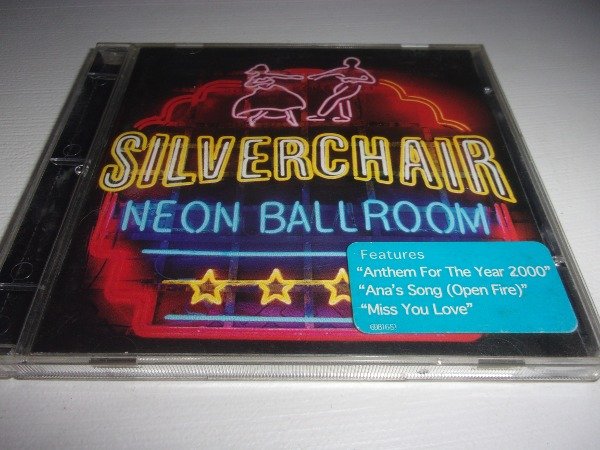 SILVERCHAIR
NEON BALLROOM
Features
"Anthem For The Year 2000"
"Ana's Song (Open Fire)"
"Miss You Love"